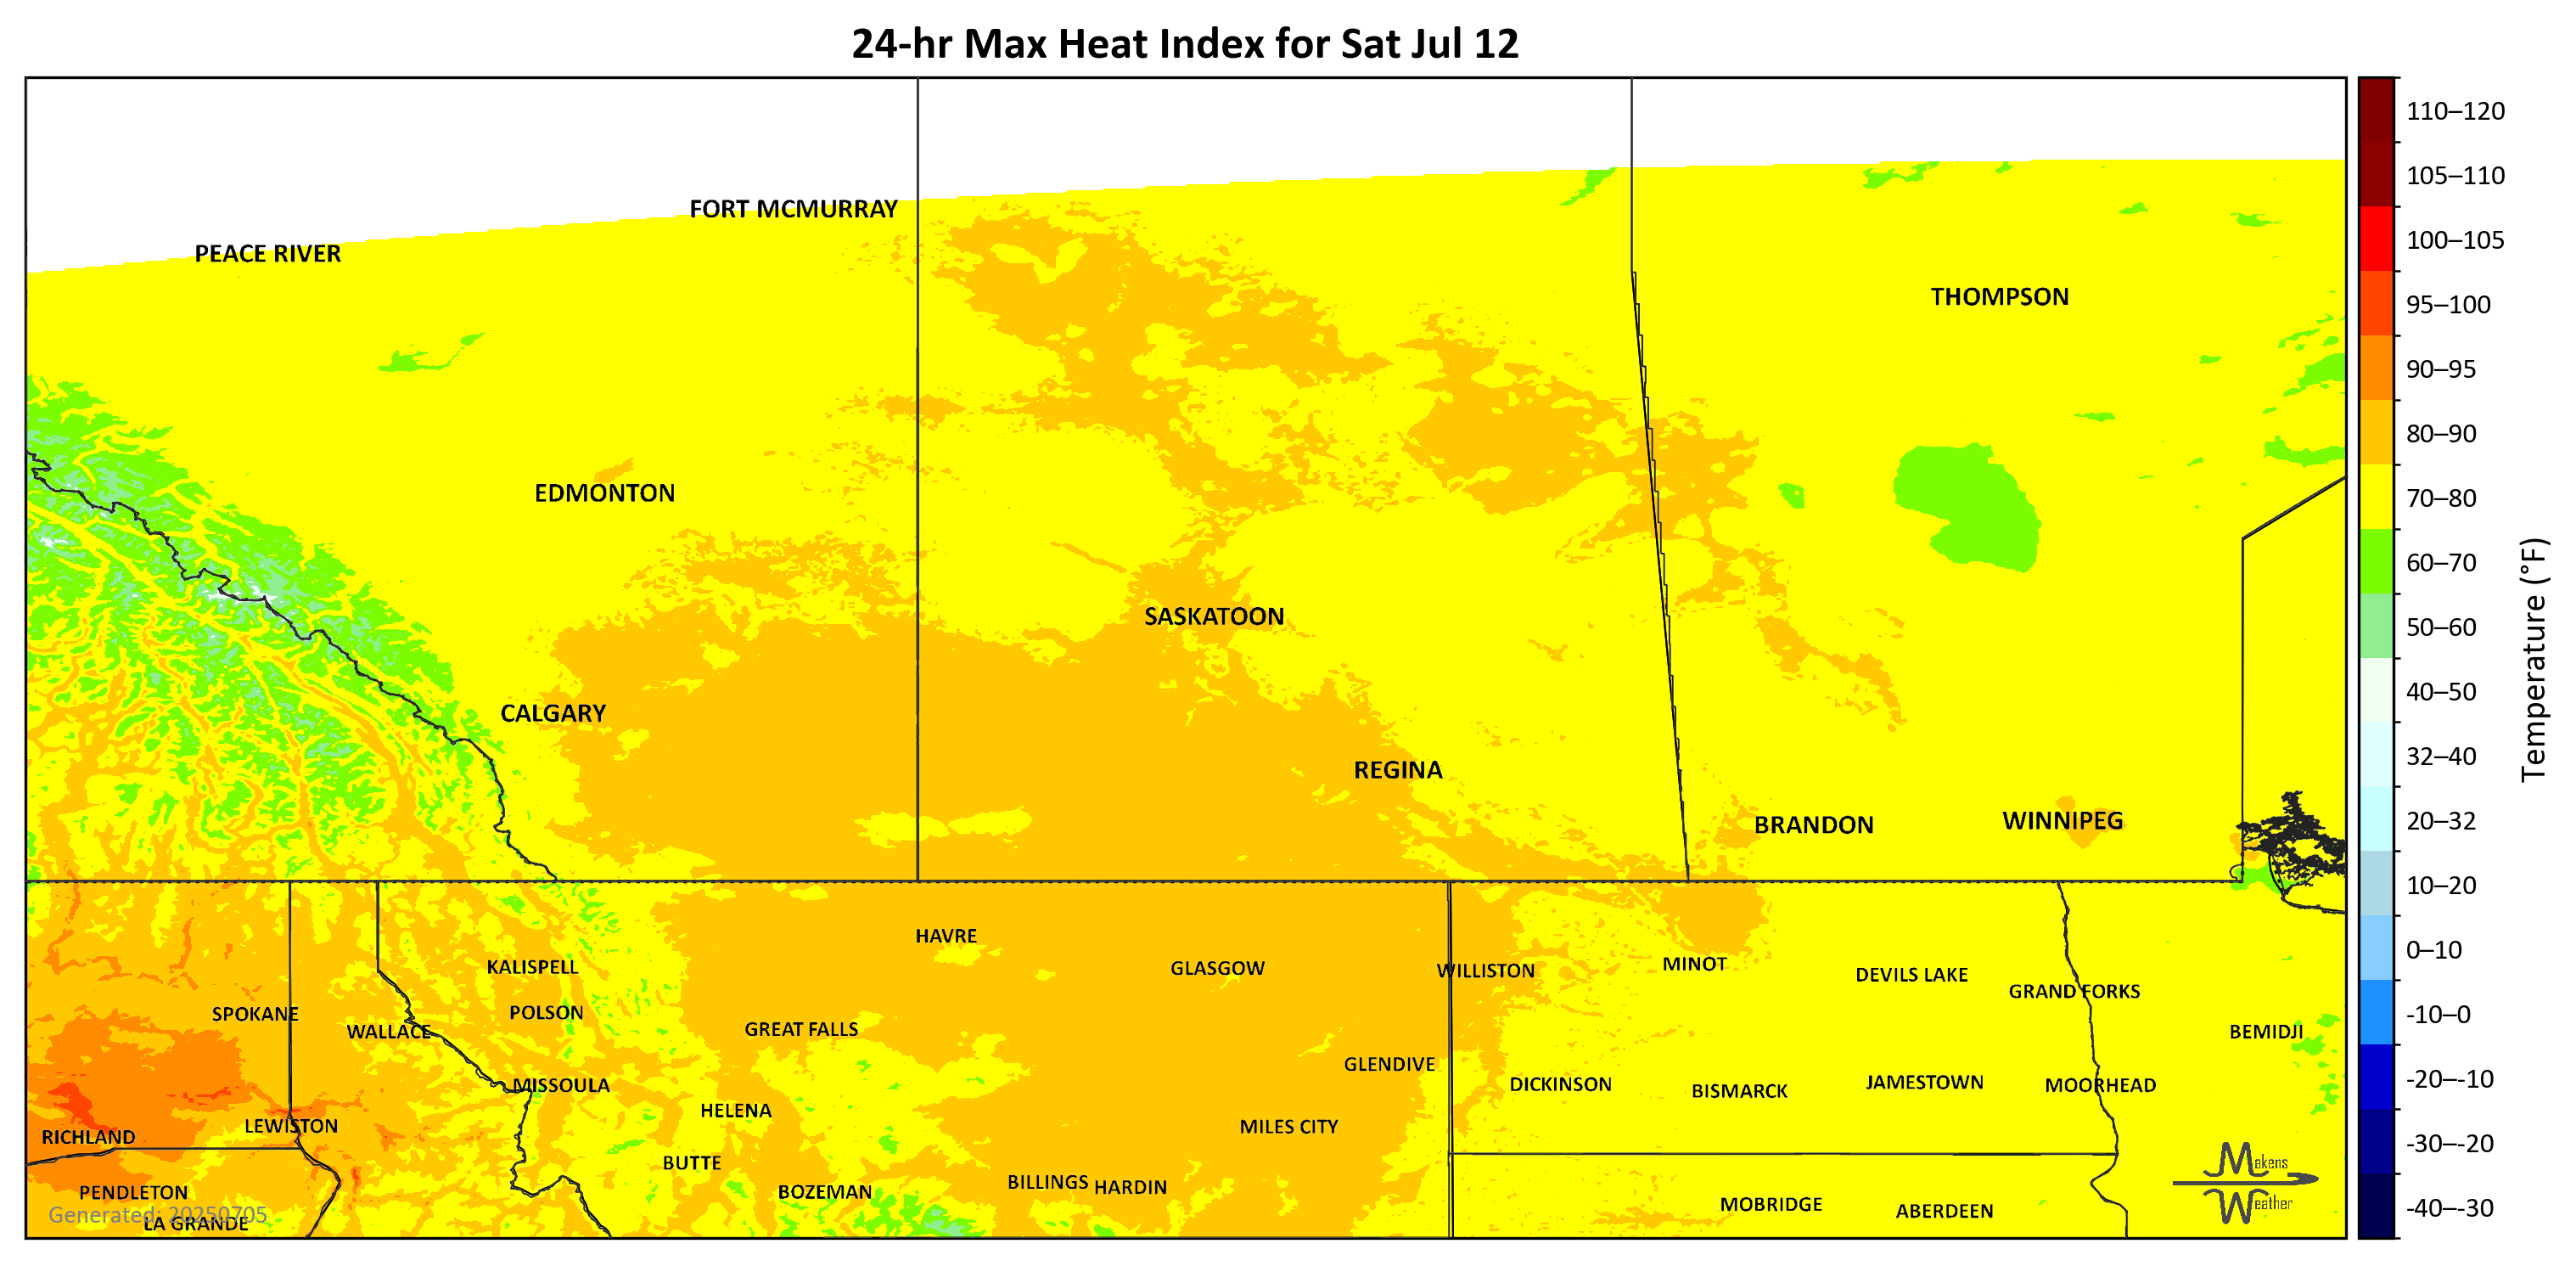 24-hr Max Heat Index for Sat Jul 12
FORT MCMURRAY
PEACE RIVER
THOMPSON
EDMONTON
SASKATOON
CALGARY
REGINA
BRANDON
WINNIPEG
HAVRE
KALISPELL
GLASGOW
WILLISTON
MINOT
DEVILS LAKE
GRAND FORKS
SPOKANE
POLSON
WALLACE
GREAT FALLS
BEMIDJI
GLENDIVE
MISSOULA
DICKINSON
BISMARCK
JAMESTOWN
MOORHEAD
HELENA
LEWISTON
MILES CITY
RICHLAND
BUTTE
BILLINGS
HARDIN
PENDLETON
BOZEMAN
MOBRIDGE
ABERDEEN
Generated: 20250705
LA GRANDE
Makens
Weather
110–120
105–110
100–105
95–100
90–95
80–90
70–80
60–70
50–60
40–50
32–40
20–32
10–20
0–10
-10–0
-20–-10
-30–-20
-40–-30
Temperature (°F)